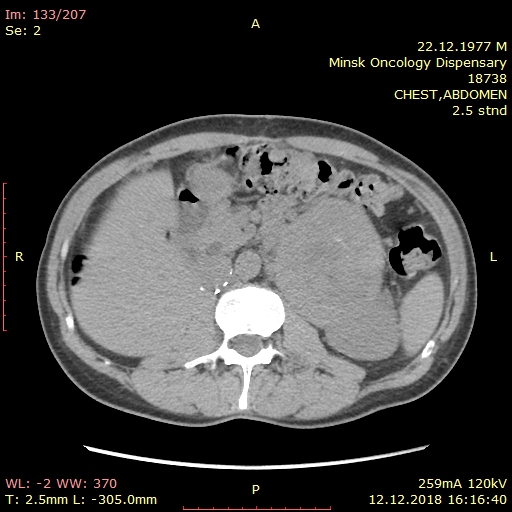 Im: 133/207
Se: 2
A
22.12.1977 M
Minsk Oncology Dispensary
18738
CHEST,ABDOMEN
2.5 stnd
R
L
WL: -2 WW: 370
T: 2.5mm L: -305.0mm
P
259mA 120kV
12.12.2018 16:16:40